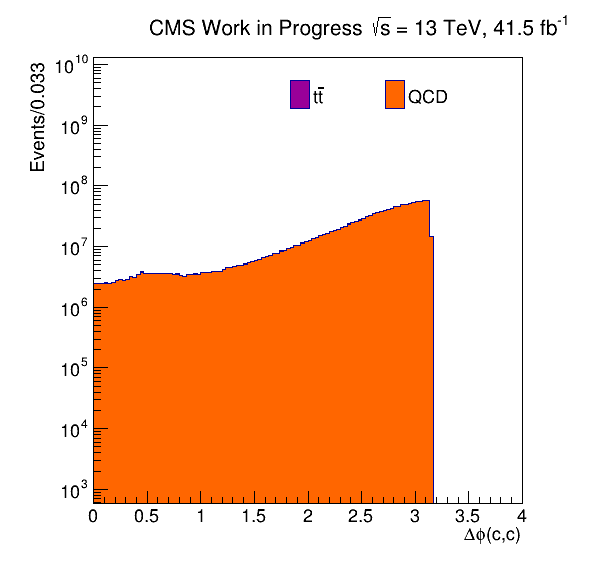 CMS Work in Progress √s = 13 TeV, 41.5 fb⁻¹
Events/0.033
10¹⁰
10⁹
10⁸
10⁷
10⁶
10⁵
10⁴
10³
tt̄
QCD
0 0.5 1 1.5 2 2.5 3 3.5 4
Δϕ(c,c)